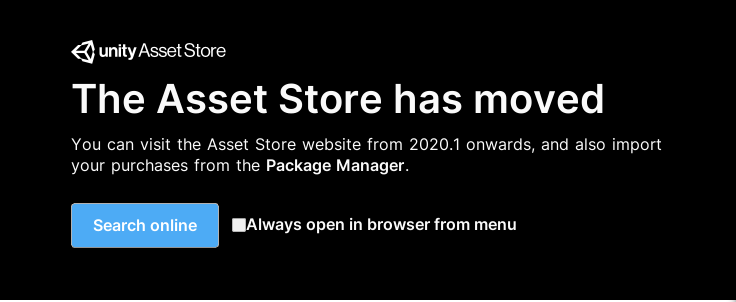 unity Asset Store
The Asset Store has moved
You can visit the Asset Store website from 2020.1 onwards, and also import
your purchases from the Package Manager.
Search online
Always open in browser from menu